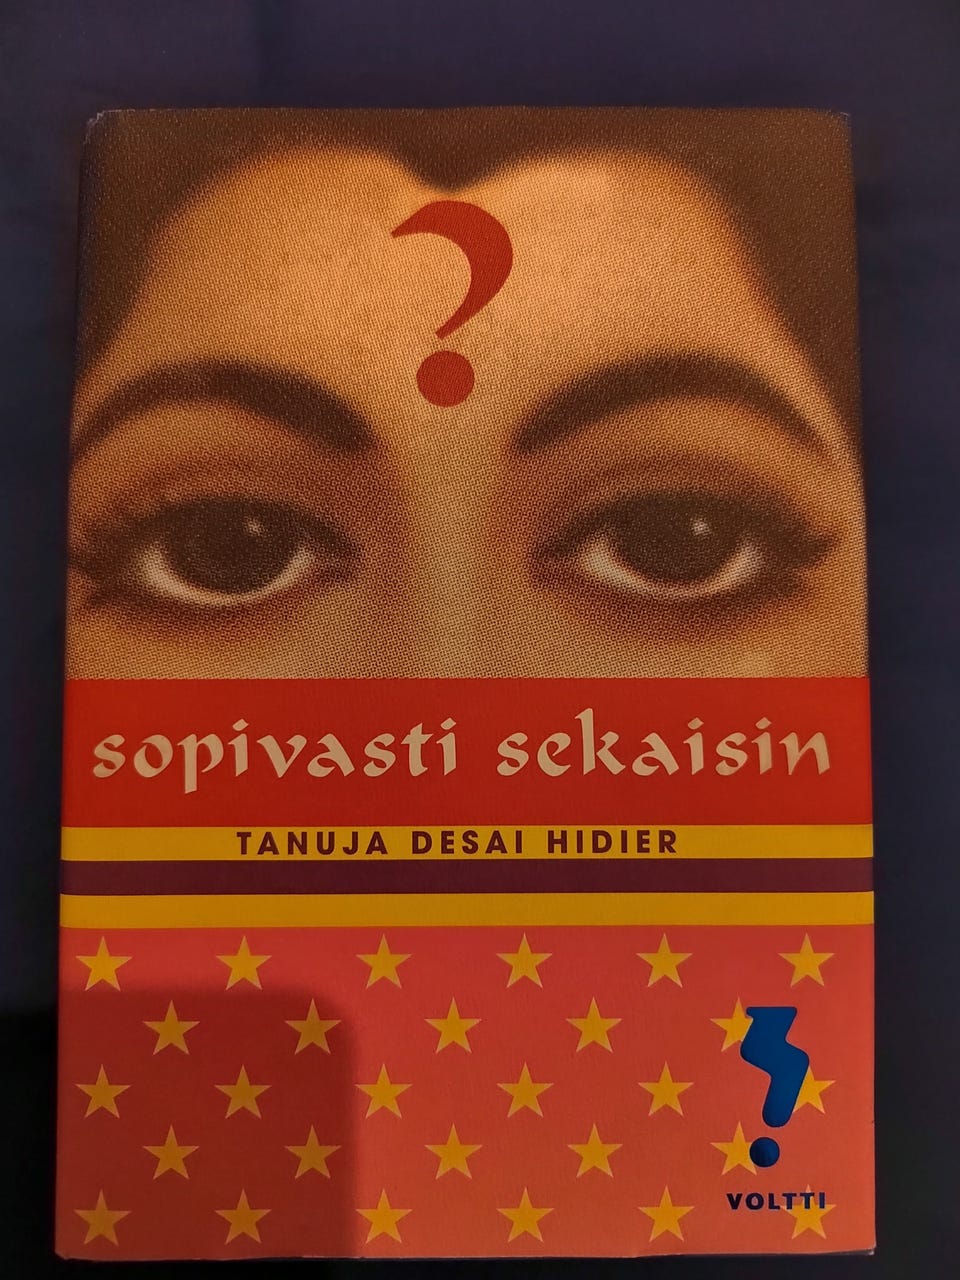 ?
sopivasti sekaisin
TANUJA DESAI HIDIER
VOLTTI